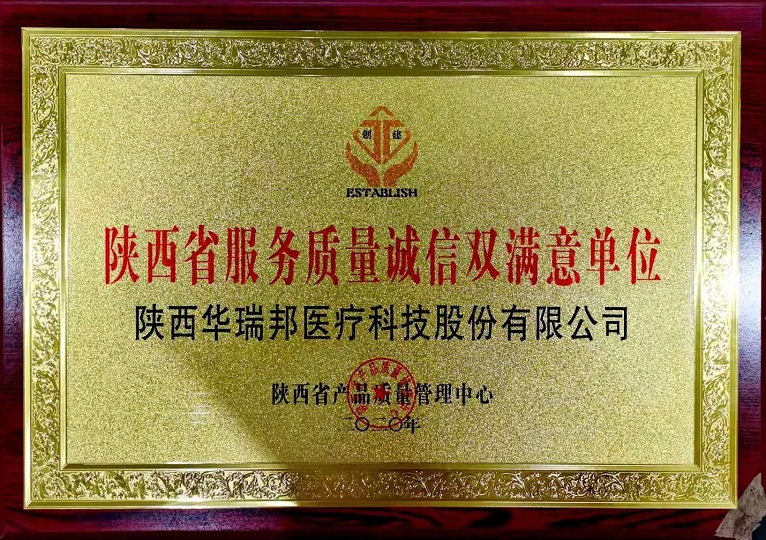 创建
ESTABLISH
陕西省服务质量诚信双满意单位
陕西华瑞邦医疗科技股份有限公司
陕西省产品质量管理中心
二〇二〇年